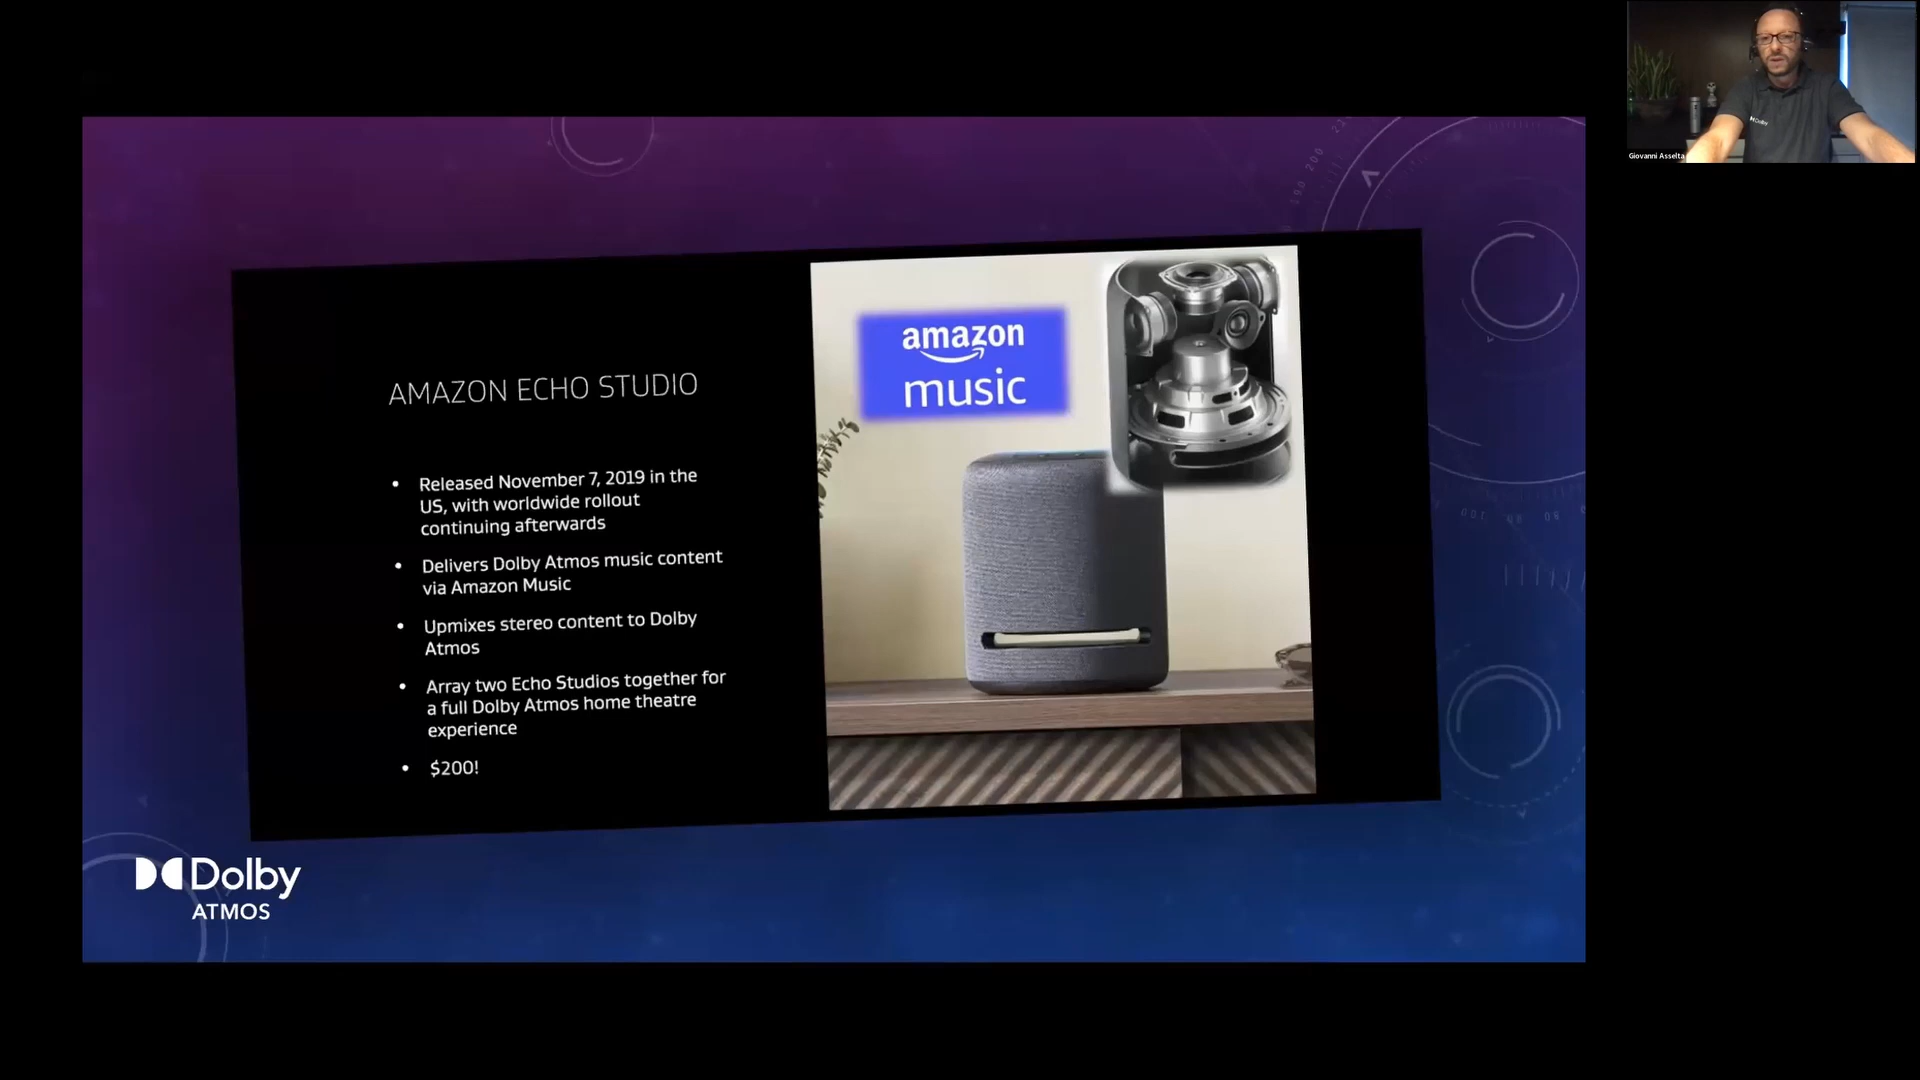 Giovanni Asselta
Dolby
amazon
music
AMAZON ECHO STUDIO
• Released November 7, 2019 in the
US, with worldwide rollout
continuing afterwards
• Delivers Dolby Atmos music content
via Amazon Music
• Upmixes stereo content to Dolby
Atmos
• Array two Echo Studios together for
a full Dolby Atmos home theatre
experience
• $200!
Dolby
ATMOS